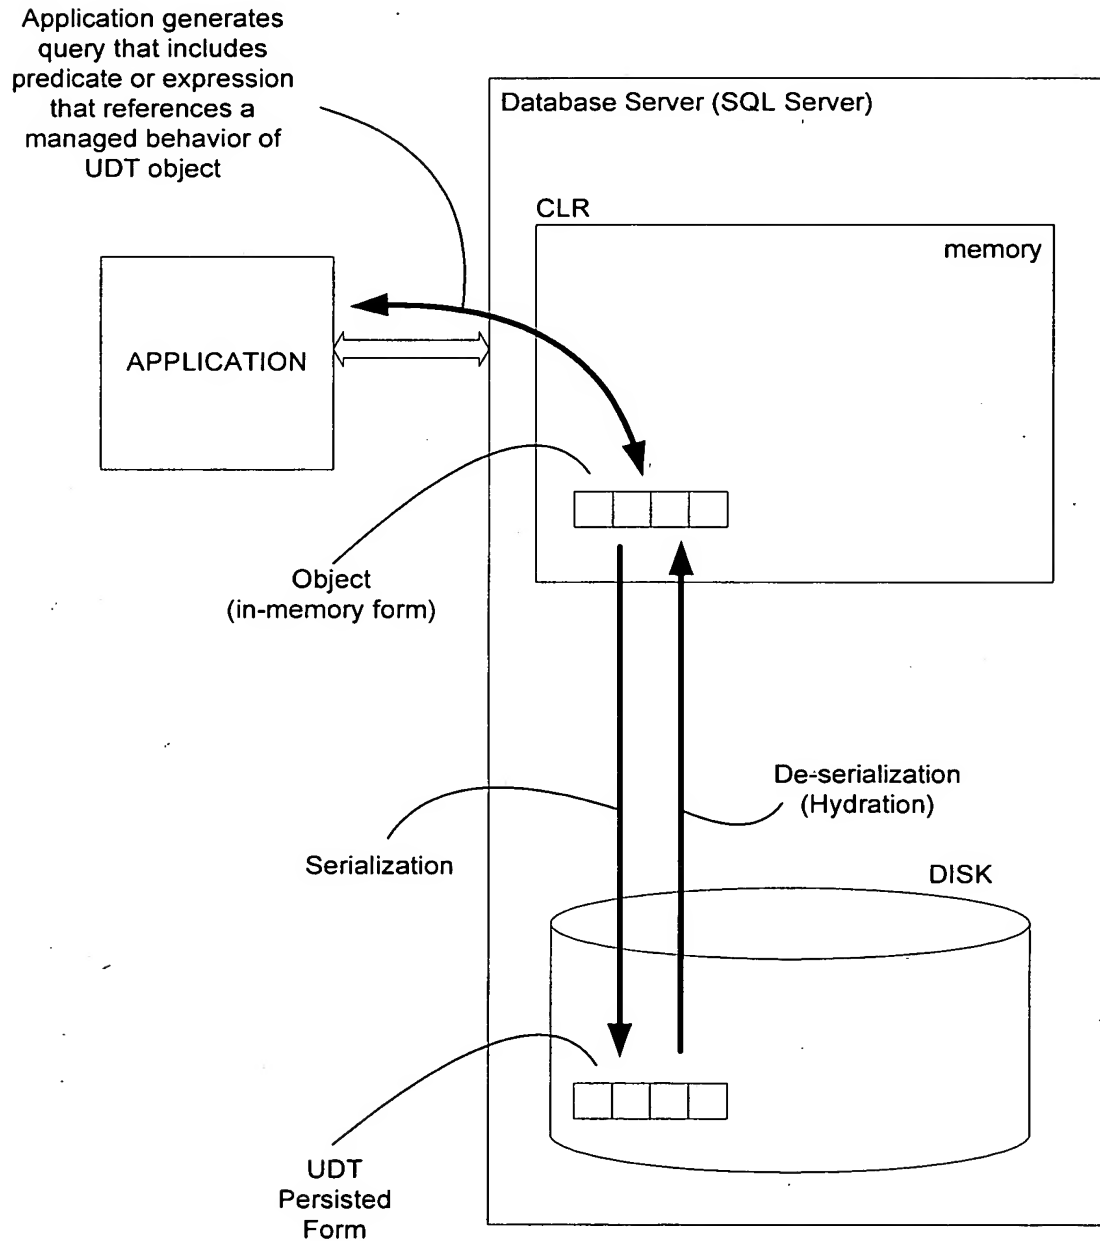 Application generates
query that includes
predicate or expression
that references a
managed behavior of
UDT object
Database Server (SQL Server)
CLR
memory
APPLICATION
Object
(in-memory form)
De-serialization
(Hydration)
Serialization
DISK
UDT
Persisted
Form